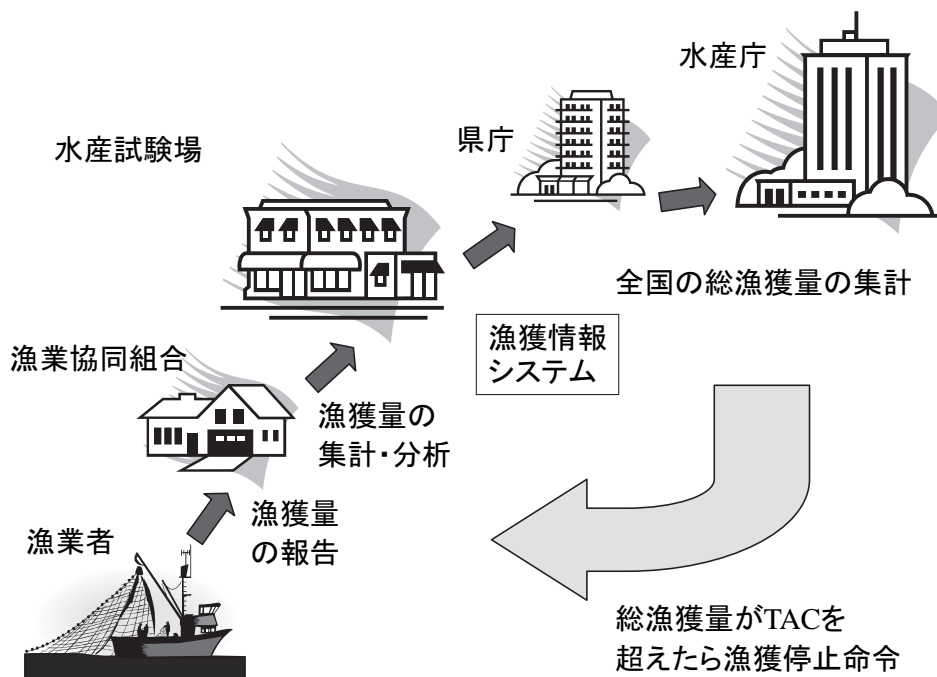 水産庁
県庁
水産試験場
全国の総漁獲量の集計
漁獲情報
システム
漁業協同組合
漁獲量の
集計・分析
漁獲量
の報告
漁業者
総漁獲量がTACを
超えたら漁獲停止命令